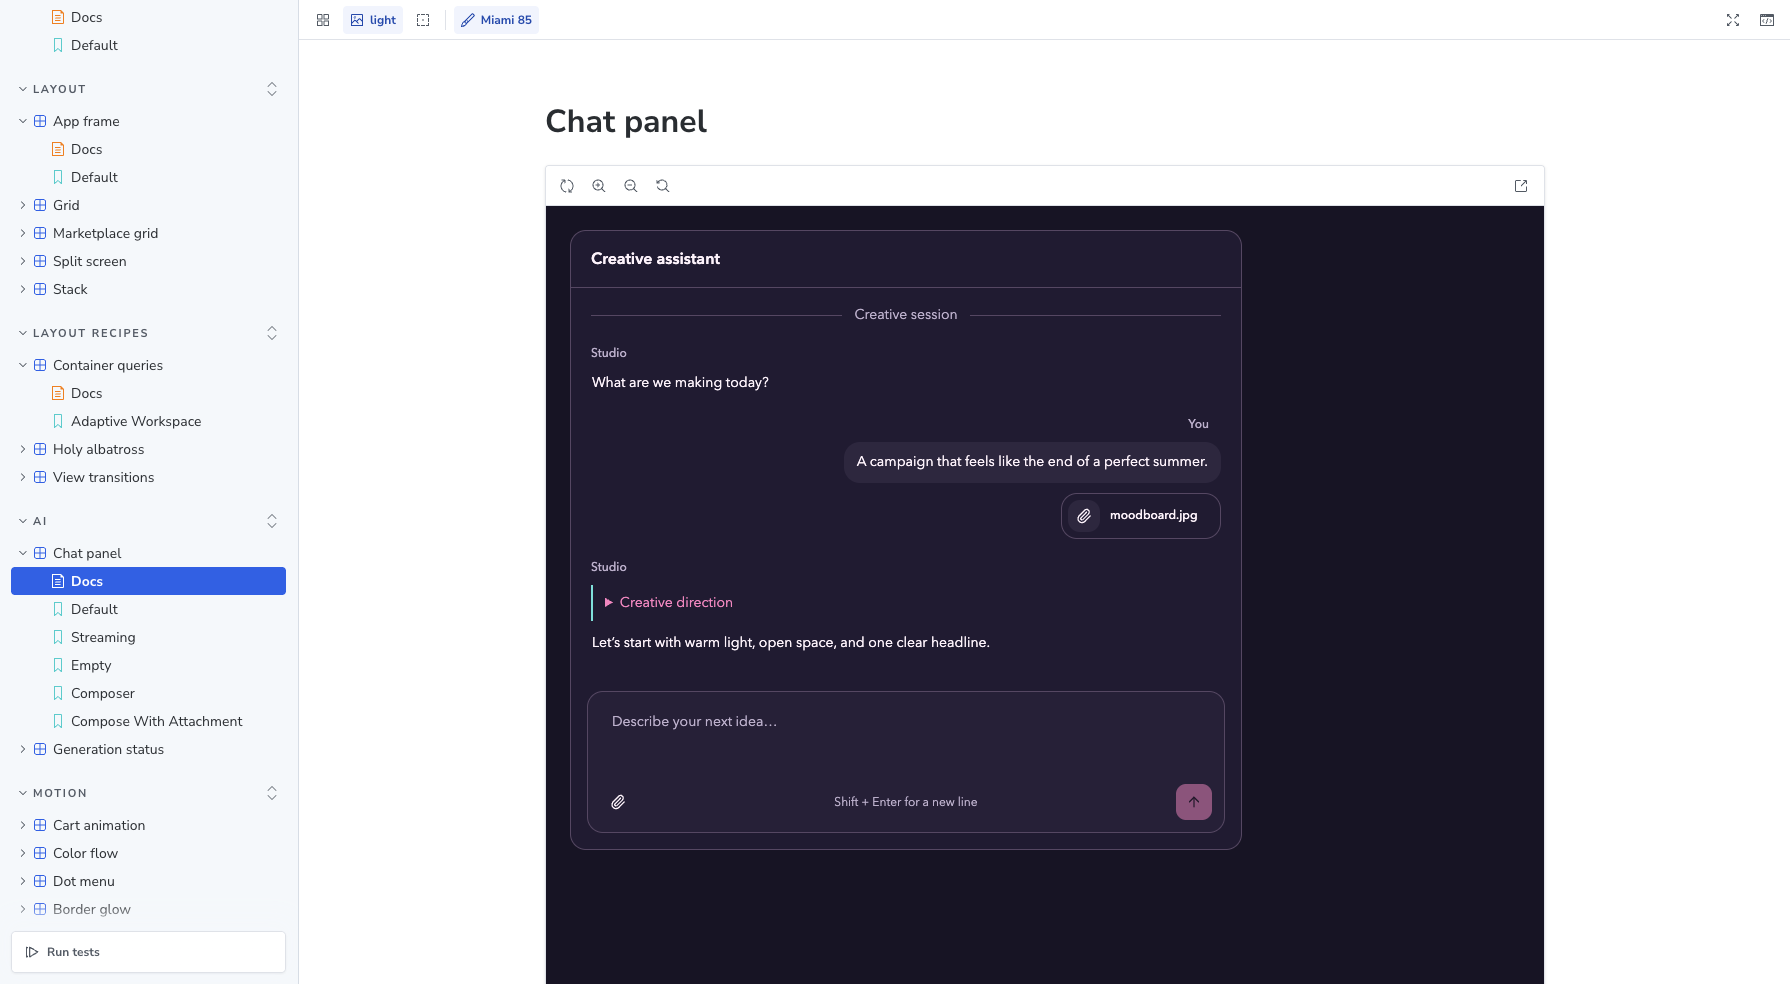 Docs
Default
LAYOUT
App frame
Docs
Default
Grid
Marketplace grid
Split screen
Stack
LAYOUT RECIPES
Container queries
Docs
Adaptive Workspace
Holy albatross
View transitions
AI
Chat panel
Docs
Default
Streaming
Empty
Composer
Compose With Attachment
Generation status
MOTION
Cart animation
Color flow
Dot menu
Border glow
Run tests
light
Miami 85
Chat panel
Creative assistant
Creative session
Studio
What are we making today?
You
A campaign that feels like the end of a perfect summer.
moodboard.jpg
Studio
Creative direction
Let’s start with warm light, open space, and one clear headline.
Describe your next idea…
Shift + Enter for a new line